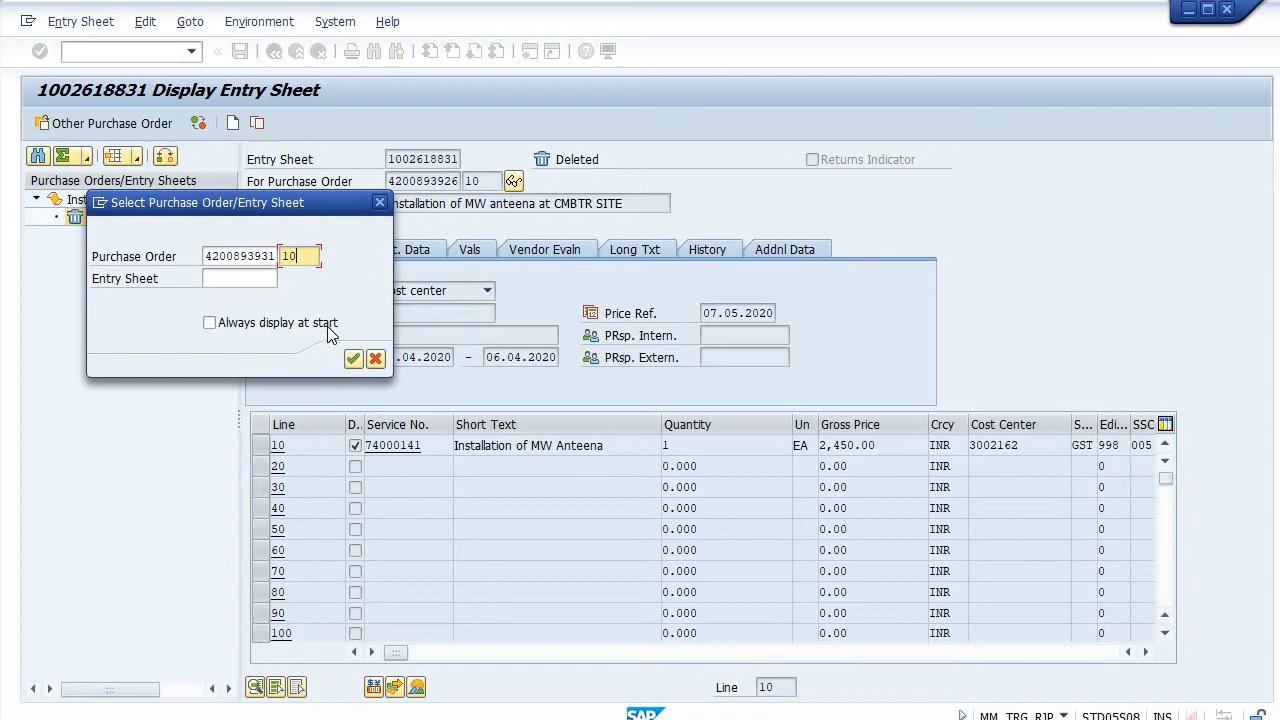 Entry Sheet Edit Goto Environment System Help
1002618831 Display Entry Sheet
Other Purchase Order
Entry Sheet 1002618831 Deleted Returns Indicator
Purchase Orders/Entry Sheets For Purchase Order 4200893926 10
Inst
nstallation of MW anteena at CMBTR SITE
Select Purchase Order/Entry Sheet
Purchase Order 4200893931 10
Entry Sheet
Always display at start
t. Data Vals Vendor Evaln Long Txt History Addnl Data
ost center
Price Ref. 07.05.2020
PRsp. Intern.
.04.2020 - 06.04.2020 PRsp. Extern.
Line D.. Service No. Short Text Quantity Un Gross Price Crcy Cost Center S... Edi... SSC
10 74000141 Installation of MW Anteena 1 EA 2,450.00 INR 3002162 GST 998 005
20 0.000 0.00 INR 0
30 0.000 0.00 INR 0
40 0.000 0.00 INR 0
50 0.000 0.00 INR 0
60 0.000 0.00 INR 0
70 0.000 0.00 INR 0
80 0.000 0.00 INR 0
90 0.000 0.00 INR 0
100 0.000 0.00 INR 0
Line 10
SAP MM_TRG_RJP STD05S08 INS